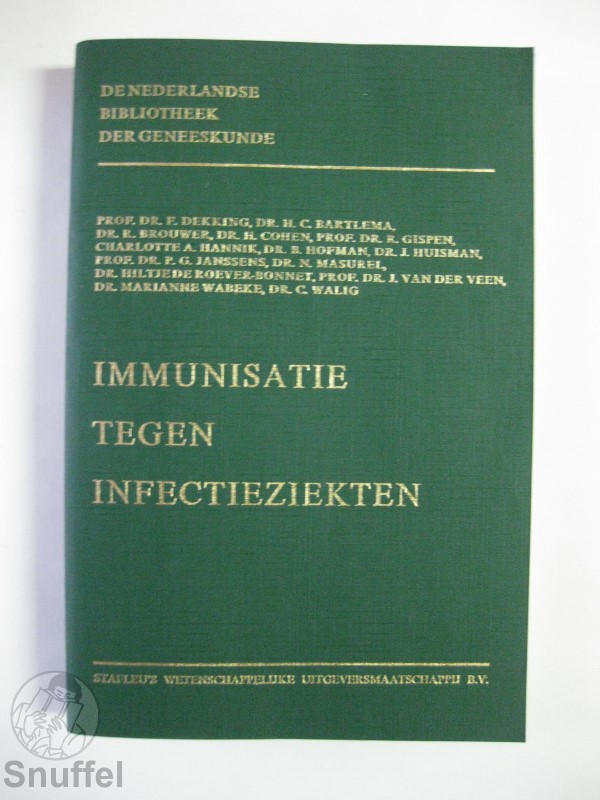 DE NEDERLANDSE
BIBLIOTHEEK
DER GENEESKUNDE
PROF. DR. F. DEKKING, DR. H. C. BARTLEMA,
DR. R. BROUWER, DR. H. COHEN, PROF. DR. R. GISPEN,
CHARLOTTE A. HANNIK, DR. B. HOFMAN, DR. J. HUISMAN,
PROF. DR. P. G. JANSSENS, DR. N. MASUREL,
DR. HILTJE DE ROEVER-BONNET, PROF. DR. J. VAN DER VEEN,
DR. MARIANNE WABEKE, DR. C. WALIG
IMMUNISATIE
TEGEN
INFECTIEZIEKTEN
STAFLEU'S WETENSCHAPPELIJKE UITGEVERSMAATSCHAPPIJ B.V.
Snuffel